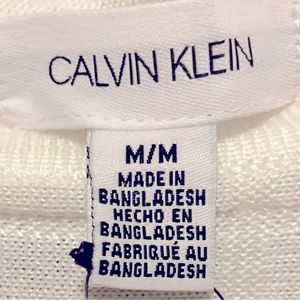 CALVIN KLEIN
M/M
MADE IN
BANGLADESH
HECHO EN
BANGLADESH
FABRIQUÉ AU
BANGLADESH